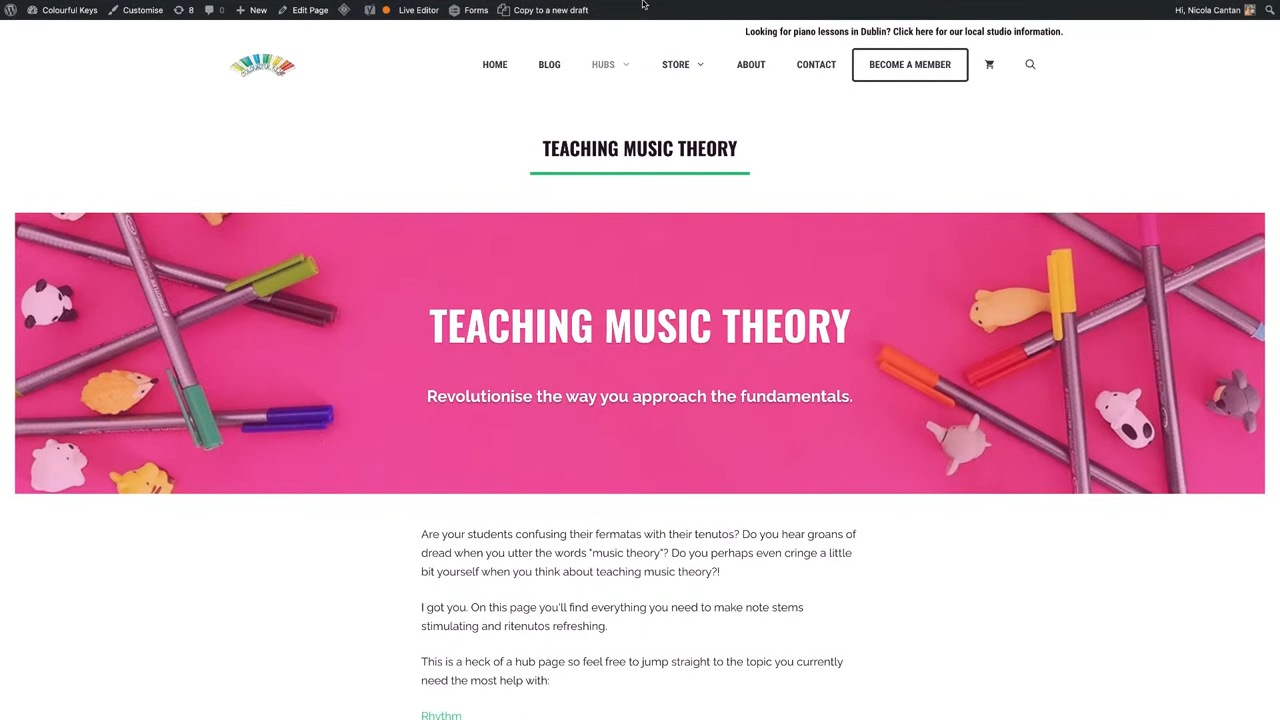 Colourful Keys Customise 8 0 New Edit Page Live Editor Forms Copy to a new draft Hi, Nicola Cantan
Looking for piano lessons in Dublin? Click here for our local studio information.
HOME BLOG HUBS STORE ABOUT CONTACT BECOME A MEMBER
TEACHING MUSIC THEORY
TEACHING MUSIC THEORY
Revolutionise the way you approach the fundamentals.
Are your students confusing their fermatas with their tenutos? Do you hear groans of
dread when you utter the words "music theory"? Do you perhaps even cringe a little
bit yourself when you think about teaching music theory?!
I got you. On this page you'll find everything you need to make note stems
stimulating and ritenutos refreshing.
This is a heck of a hub page so feel free to jump straight to the topic you currently
need the most help with:
Rhythm